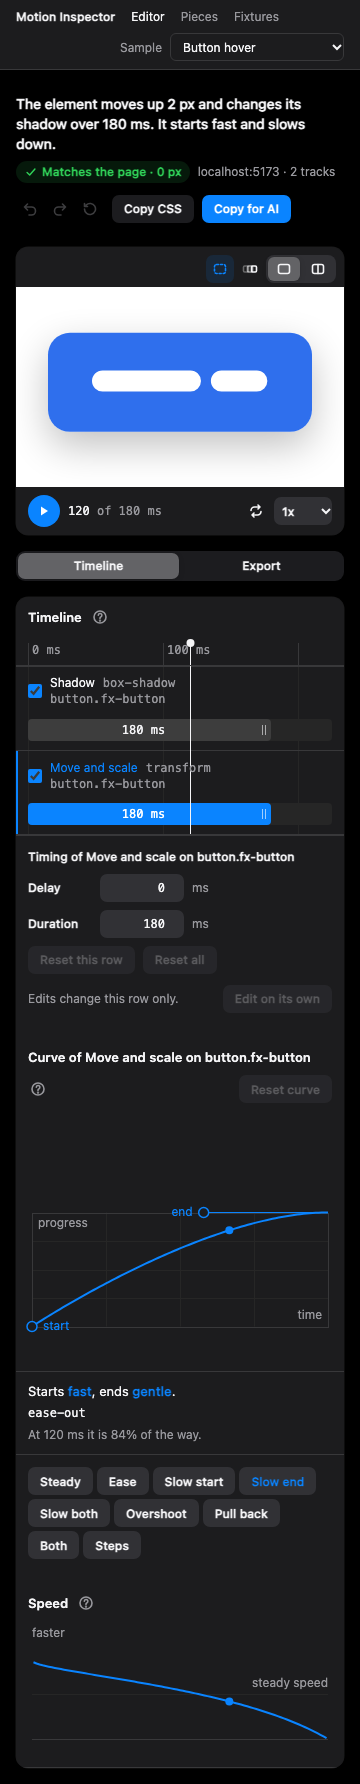 Motion Inspector Editor Pieces Fixtures
Sample Button hover
The element moves up 2 px and changes its
shadow over 180 ms. It starts fast and slows
down.
Matches the page · 0 px localhost:5173 · 2 tracks
Copy CSS Copy for AI
120 of 180 ms 1x
Timeline Export
Timeline
0 ms 100 ms
Shadow box-shadow
button.fx-button
180 ms
Move and scale transform
button.fx-button
180 ms
Timing of Move and scale on button.fx-button
Delay 0 ms
Duration 180 ms
Reset this row Reset all
Edits change this row only. Edit on its own
Curve of Move and scale on button.fx-button
Reset curve
end
progress
time
start
Starts fast, ends gentle.
ease-out
At 120 ms it is 84% of the way.
Steady Ease Slow start Slow end
Slow both Overshoot Pull back
Both Steps
Speed
faster
steady speed